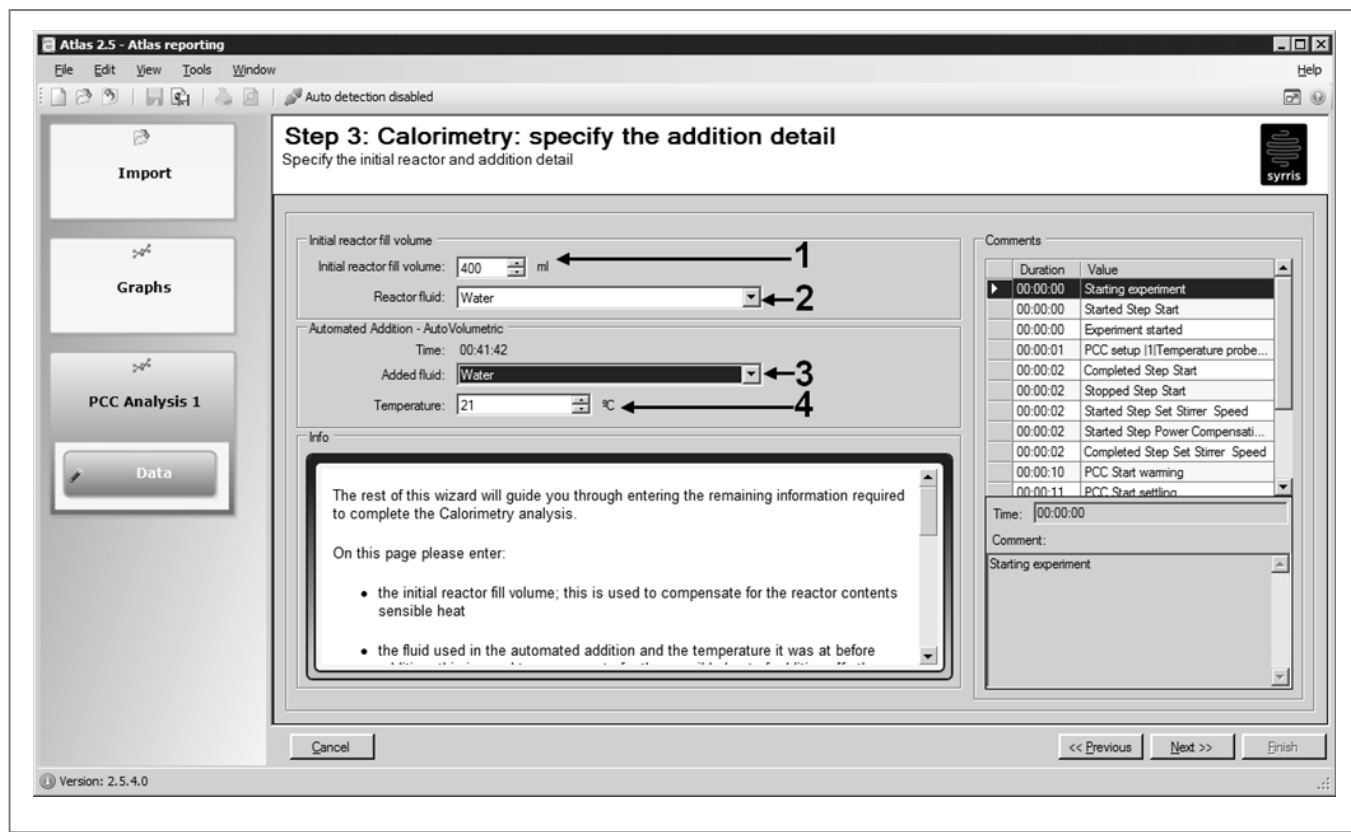 Atlas 2.5 - Atlas reporting
File Edit View Tools Window Help
Auto detection disabled
Import
Graphs
PCC Analysis 1
Data
Step 3: Calorimetry: specify the addition detail
Specify the initial reactor and addition detail
syrris
Initial reactor fill volume
Initial reactor fill volume: 400 ml
1
Reactor fluid: Water
2
Automated Addition - AutoVolumetric
Time: 00:41:42
Added fluid: Water
3
Temperature: 21 ºC
4
Info
The rest of this wizard will guide you through entering the remaining information required
to complete the Calorimetry analysis.
On this page please enter:
• the initial reactor fill volume; this is used to compensate for the reactor contents
sensible heat
• the fluid used in the automated addition and the temperature it was at before
Comments
Duration Value
00:00:00 Starting experiment
00:00:00 Started Step Start
00:00:00 Experiment started
00:00:01 PCC setup |1|Temperature probe...
00:00:02 Completed Step Start
00:00:02 Stopped Step Start
00:00:02 Started Step Set Stirrer Speed
00:00:02 Started Step Power Compensati...
00:00:02 Completed Step Set Stirrer Speed
00:00:10 PCC Start warming
00:00:11 PCC Start settling
Time: 00:00:00
Comment:
Starting experiment
Cancel
<< Previous
Next >>
Finish
Version: 2.5.4.0